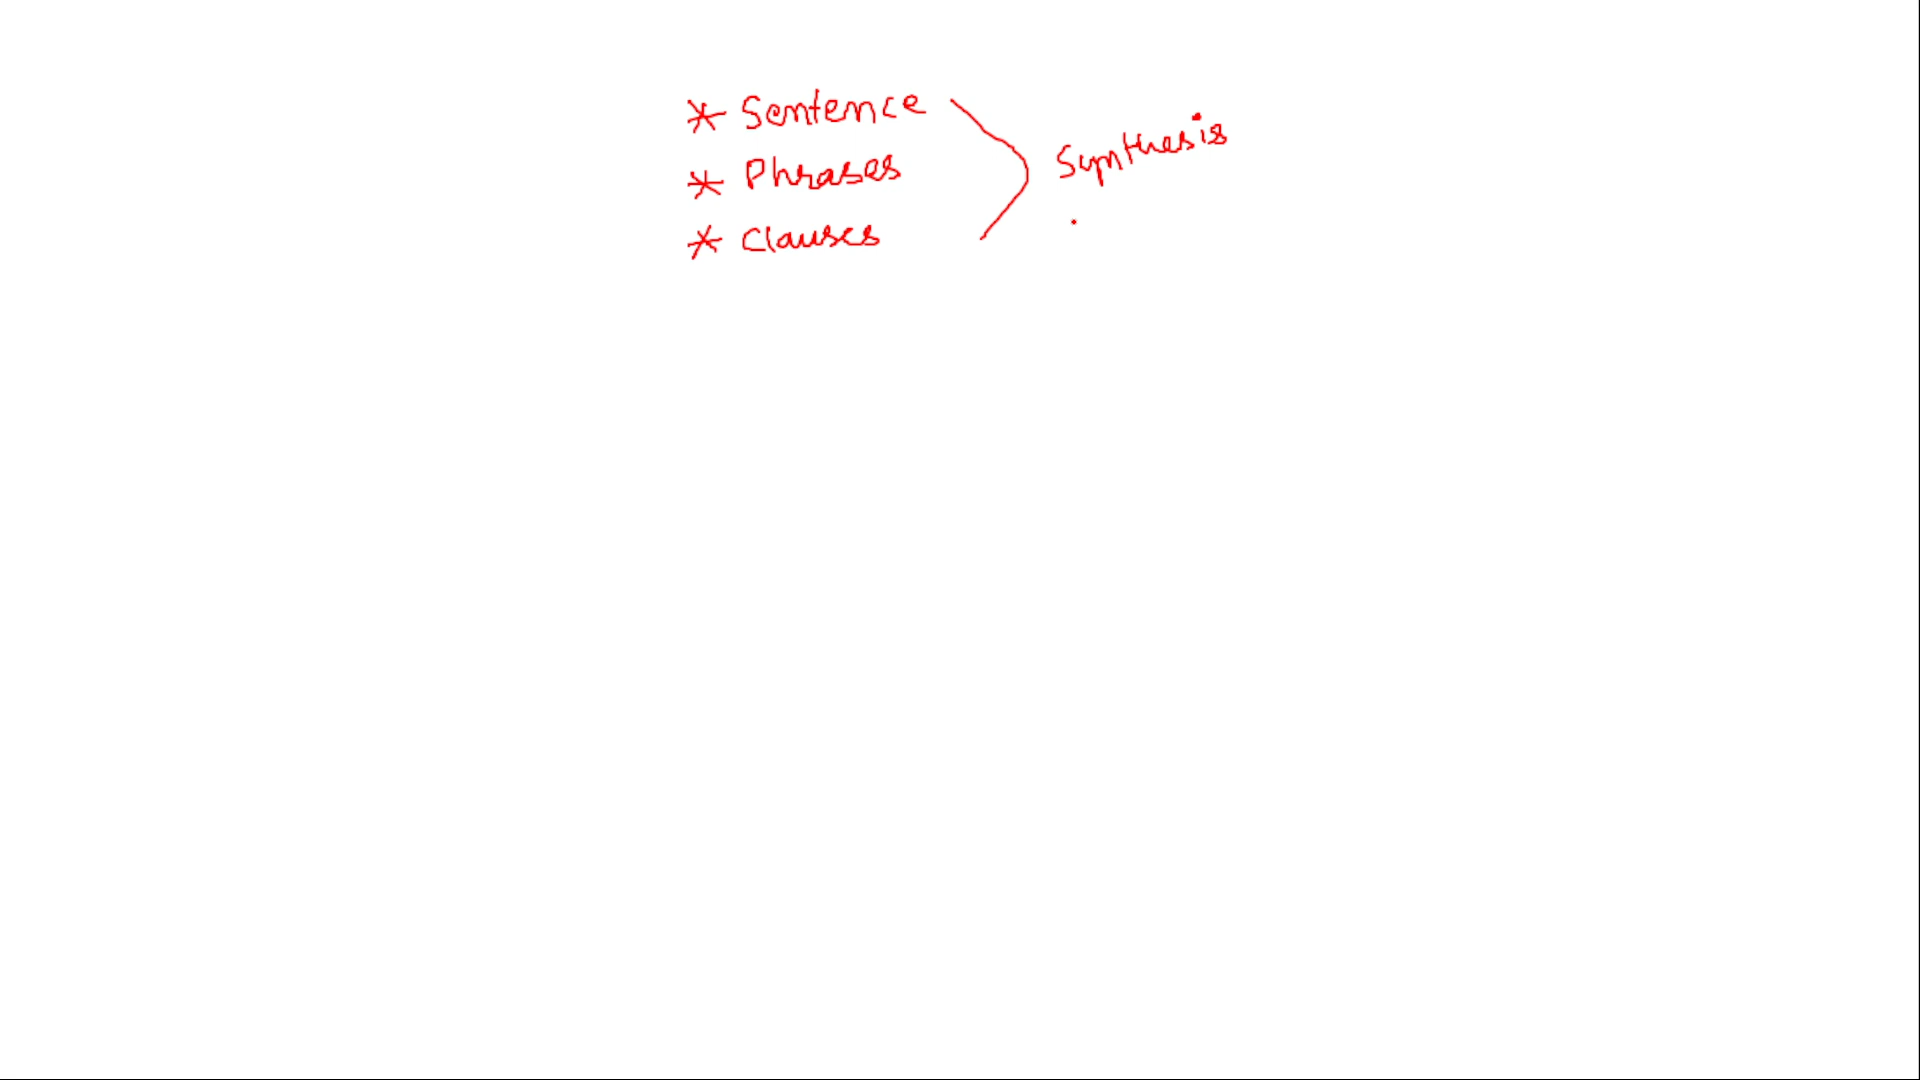 * Sentence
* Phrases
* Clauses
Synthesis